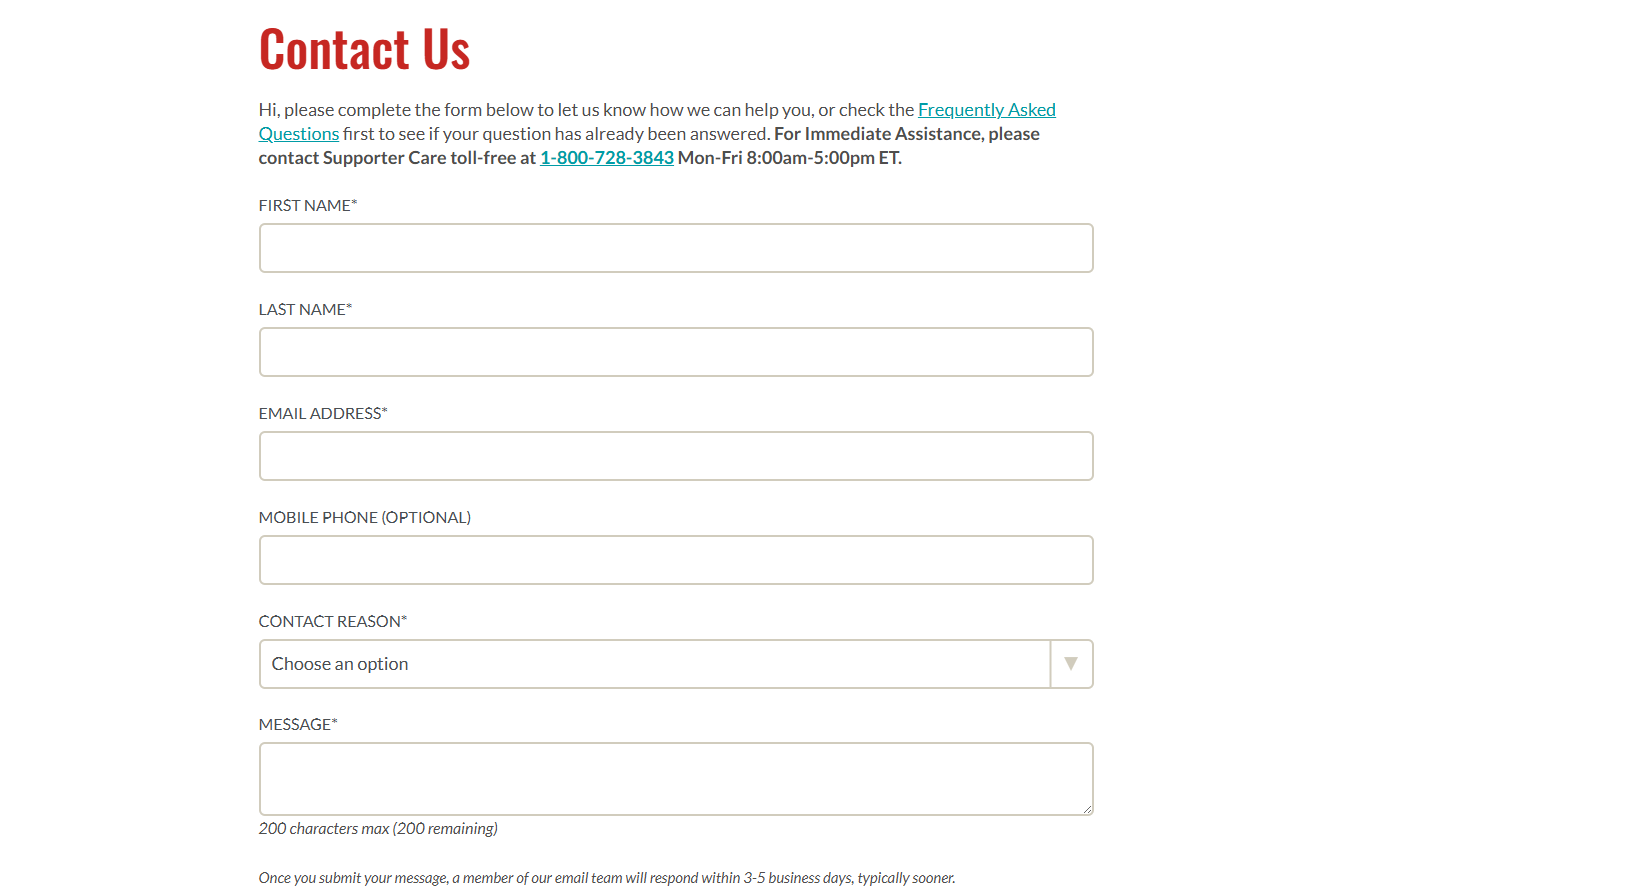 Contact Us
Hi, please complete the form below to let us know how we can help you, or check the Frequently Asked
Questions first to see if your question has already been answered. For Immediate Assistance, please
contact Supporter Care toll-free at 1-800-728-3843 Mon-Fri 8:00am-5:00pm ET.
FIRST NAME*
LAST NAME*
EMAIL ADDRESS*
MOBILE PHONE (OPTIONAL)
CONTACT REASON*
Choose an option
MESSAGE*
200 characters max (200 remaining)
Once you submit your message, a member of our email team will respond within 3-5 business days, typically sooner.